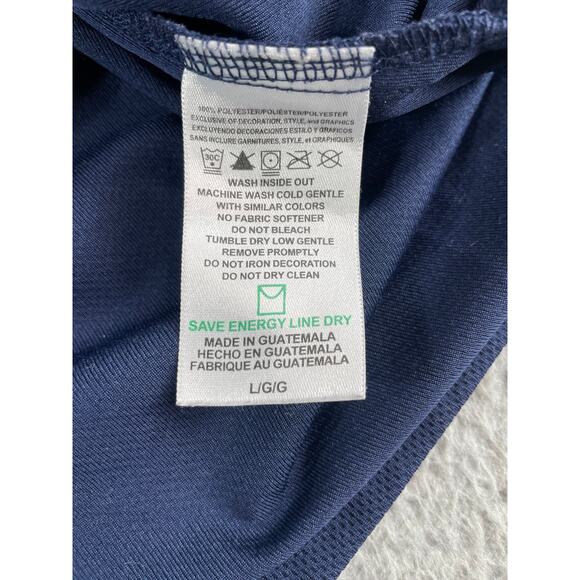 100% POLYESTER/POLIÉSTER/POLYESTER
EXCLUSIVE OF DECORATION, STYLE, and GRAPHICS
EXCLUYENDO DECORACIONES ESTILO Y GRAFICOS
SANS INCLURE GARNITURES, STYLE, et GRAPHIQUES
30C
WASH INSIDE OUT
MACHINE WASH COLD GENTLE
WITH SIMILAR COLORS
NO FABRIC SOFTENER
DO NOT BLEACH
TUMBLE DRY LOW GENTLE
REMOVE PROMPTLY
DO NOT IRON DECORATION
DO NOT DRY CLEAN
SAVE ENERGY LINE DRY
MADE IN GUATEMALA
HECHO EN GUATEMALA
FABRIQUE AU GUATEMALA
L/G/G